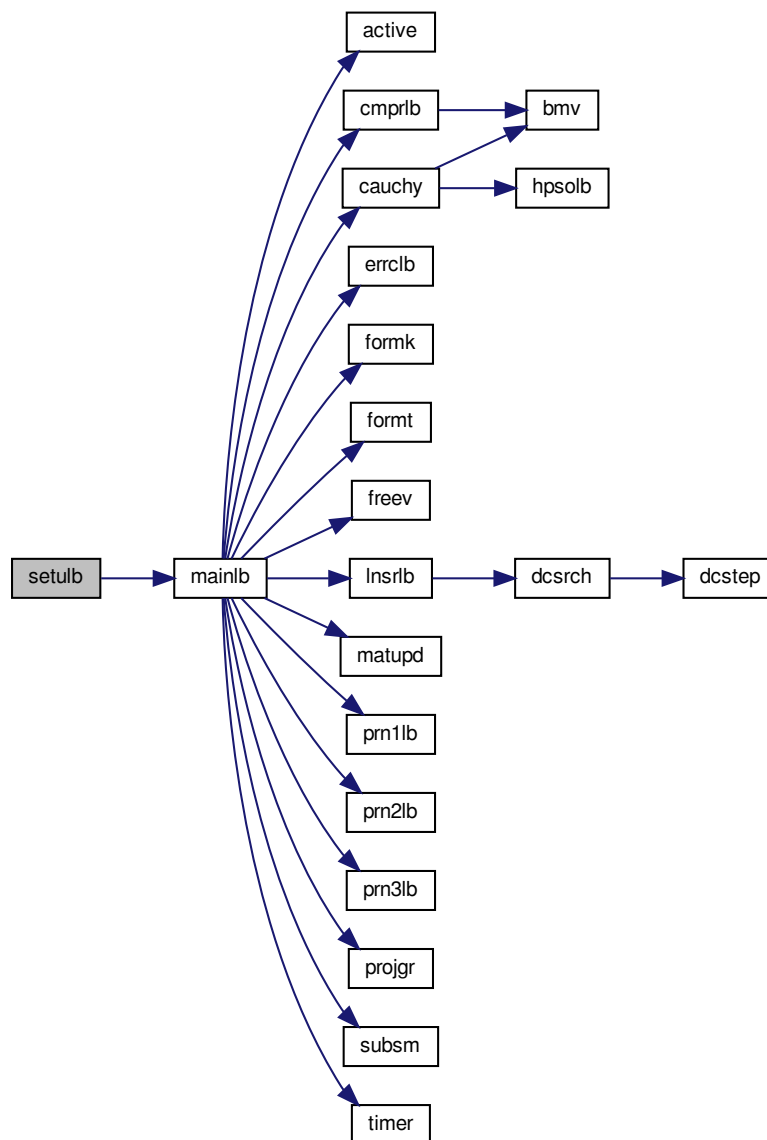 active
cmprlb
bmv
cauchy
hpsolb
errclb
formk
formt
freev
setulb
mainlb
lnsrlb
dcsrch
dcstep
matupd
prn1lb
prn2lb
prn3lb
projgr
subsm
timer